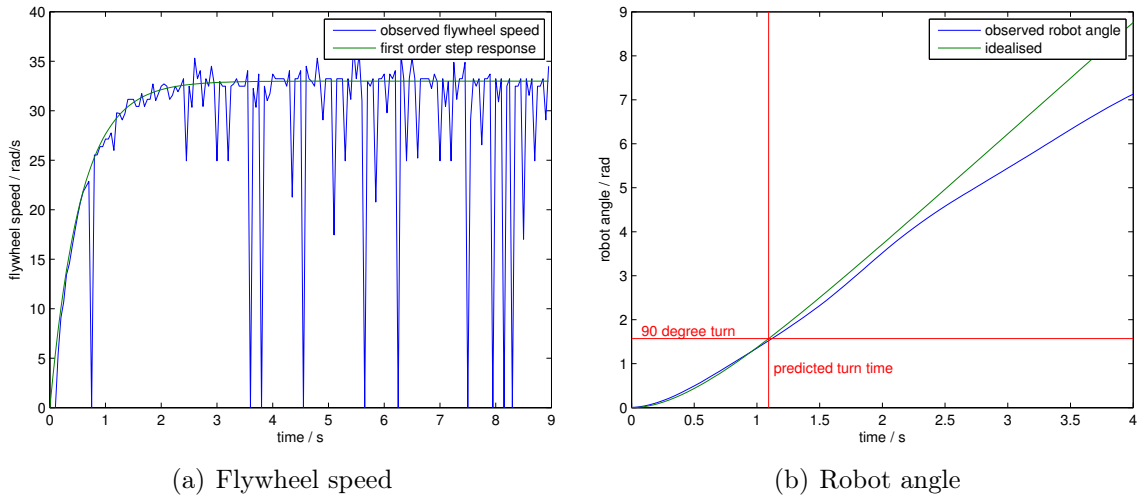 40
35
30
25
20
15
10
5
0
flywheel speed / rad/s
observed flywheel speed
first order step response
0 1 2 3 4 5 6 7 8 9
time / s
(a) Flywheel speed
9
8
7
6
5
4
3
2
1
0
robot angle / rad
observed robot angle
idealised
90 degree turn
predicted turn time
0 0.5 1 1.5 2 2.5 3 3.5 4
time / s
(b) Robot angle